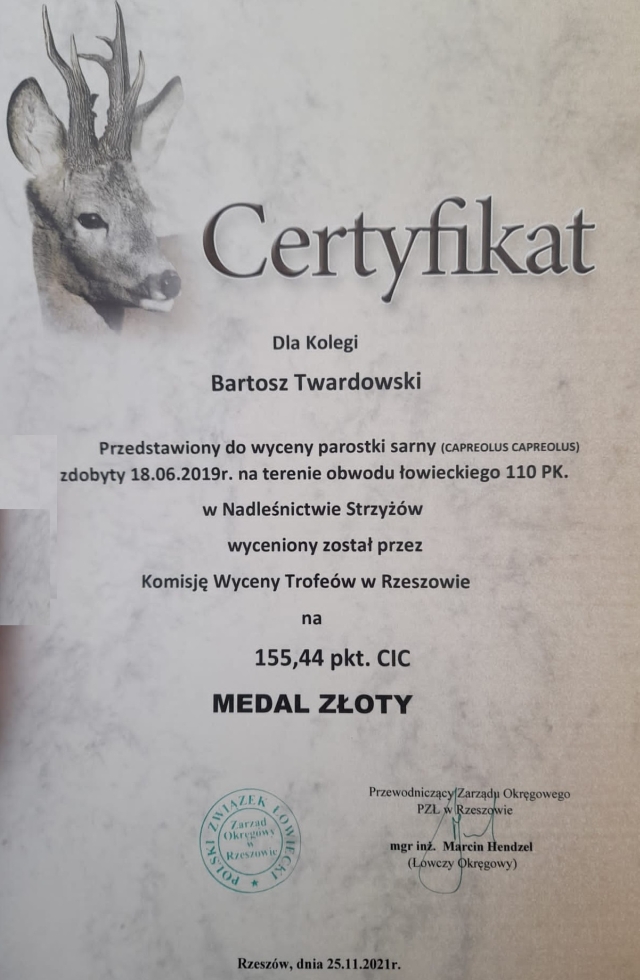 Certyfikat
Dla Kolegi
Bartosz Twardowski
Przedstawiony do wyceny parostki sarny (CAPREOLUS CAPREOLUS)
zdobyty 18.06.2019r. na terenie obwodu łowieckiego 110 PK.
w Nadleśnictwie Strzyżów
wyceniony został przez
Komisję Wyceny Trofeów w Rzeszowie
na
155,44 pkt. CIC
MEDAL ZŁOTY
POLSKI ZWIĄZEK ŁOWIECKI
Zarząd
Okręgowy
w
Rzeszowie
Przewodniczący Zarządu Okręgowego
PZŁ w Rzeszowie
mgr inż. Marcin Hendzel
(Łowczy Okręgowy)
Rzeszów, dnia 25.11.2021r.